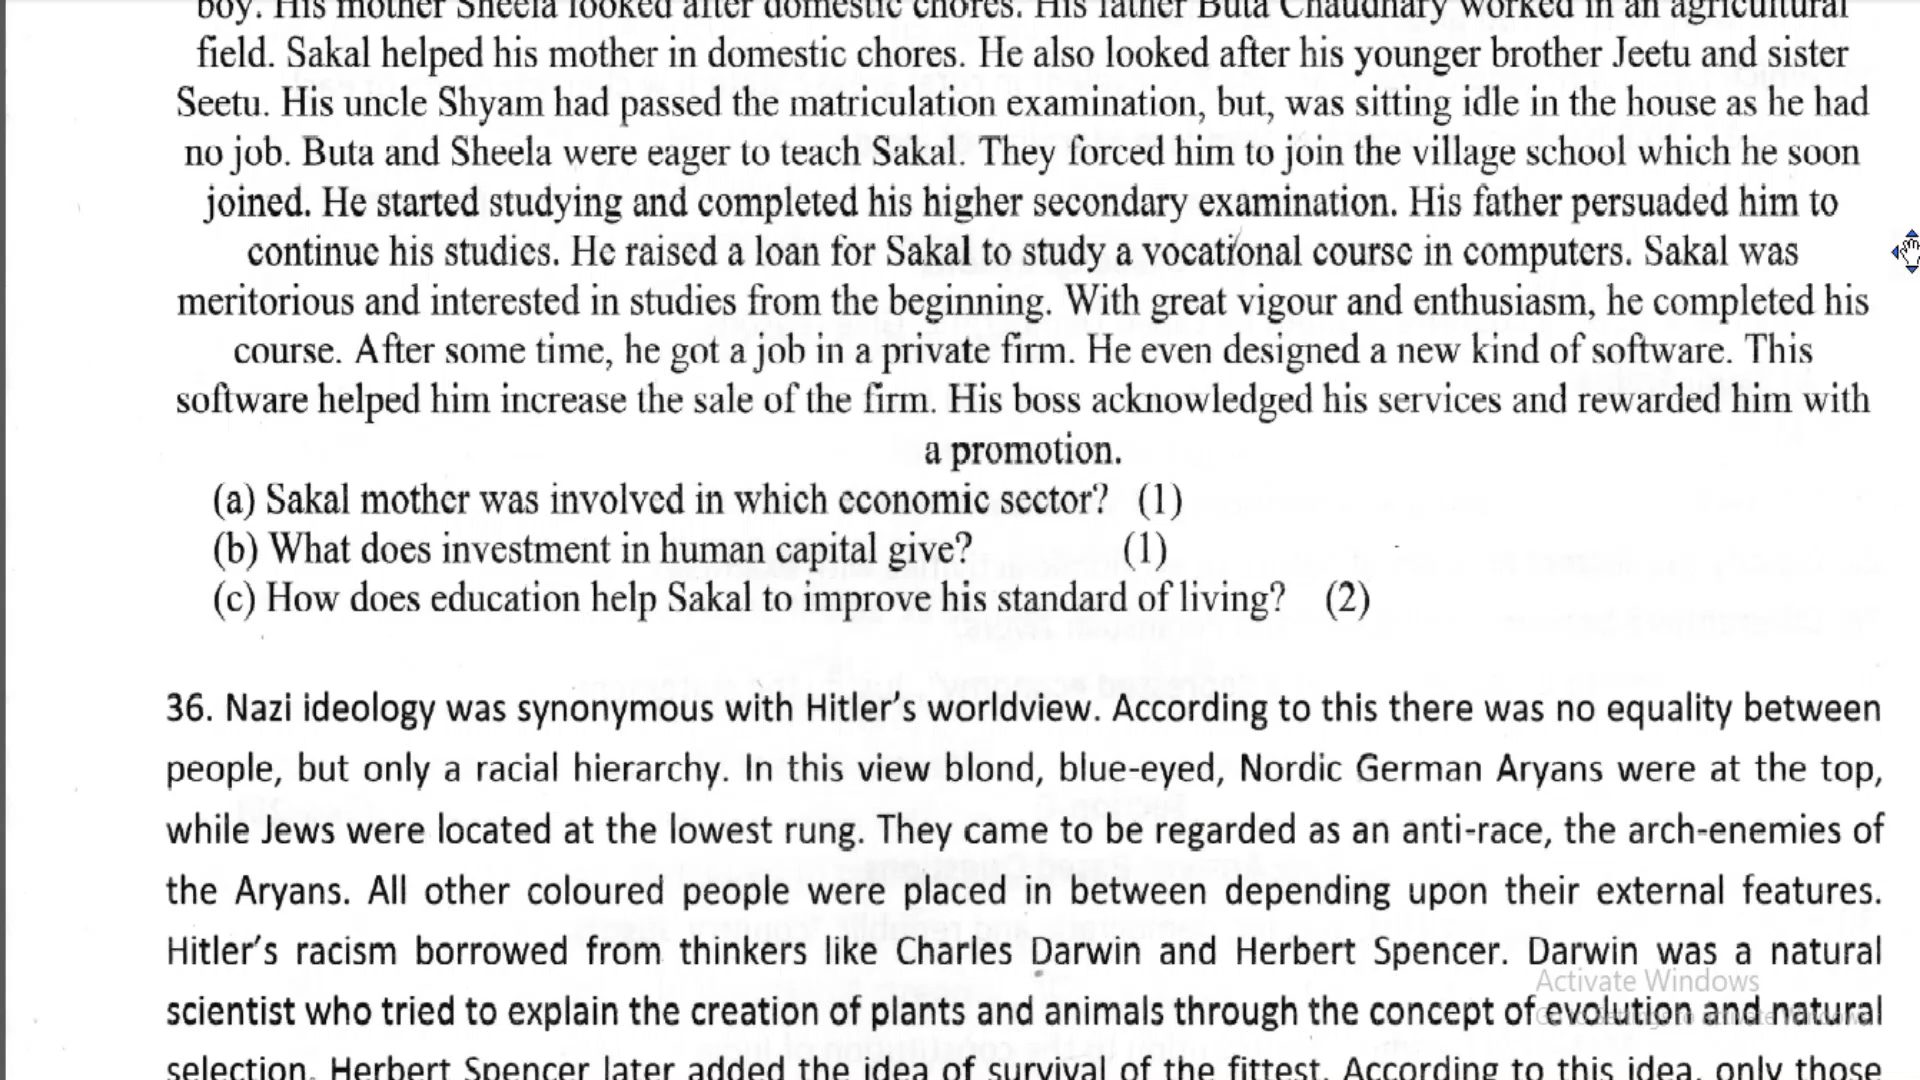 boy. His mother Sheela looked after domestic chores. His father Buta Chaudhary worked in an agricultural
field. Sakal helped his mother in domestic chores. He also looked after his younger brother Jeetu and sister
Seetu. His uncle Shyam had passed the matriculation examination, but, was sitting idle in the house as he had
no job. Buta and Sheela were eager to teach Sakal. They forced him to join the village school which he soon
joined. He started studying and completed his higher secondary examination. His father persuaded him to
continue his studies. He raised a loan for Sakal to study a vocational course in computers. Sakal was
meritorious and interested in studies from the beginning. With great vigour and enthusiasm, he completed his
course. After some time, he got a job in a private firm. He even designed a new kind of software. This
software helped him increase the sale of the firm. His boss acknowledged his services and rewarded him with
a promotion.
(a) Sakal mother was involved in which economic sector? (1)
(b) What does investment in human capital give? (1)
(c) How does education help Sakal to improve his standard of living? (2)
36. Nazi ideology was synonymous with Hitler's worldview. According to this there was no equality between
people, but only a racial hierarchy. In this view blond, blue-eyed, Nordic German Aryans were at the top,
while Jews were located at the lowest rung. They came to be regarded as an anti-race, the arch-enemies of
the Aryans. All other coloured people were placed in between depending upon their external features.
Hitler's racism borrowed from thinkers like Charles Darwin and Herbert Spencer. Darwin was a natural
Activate Windows
scientist who tried to explain the creation of plants and animals through the concept of evolution and natural
selection. Herbert Spencer later added the idea of survival of the fittest. According to this idea, only those